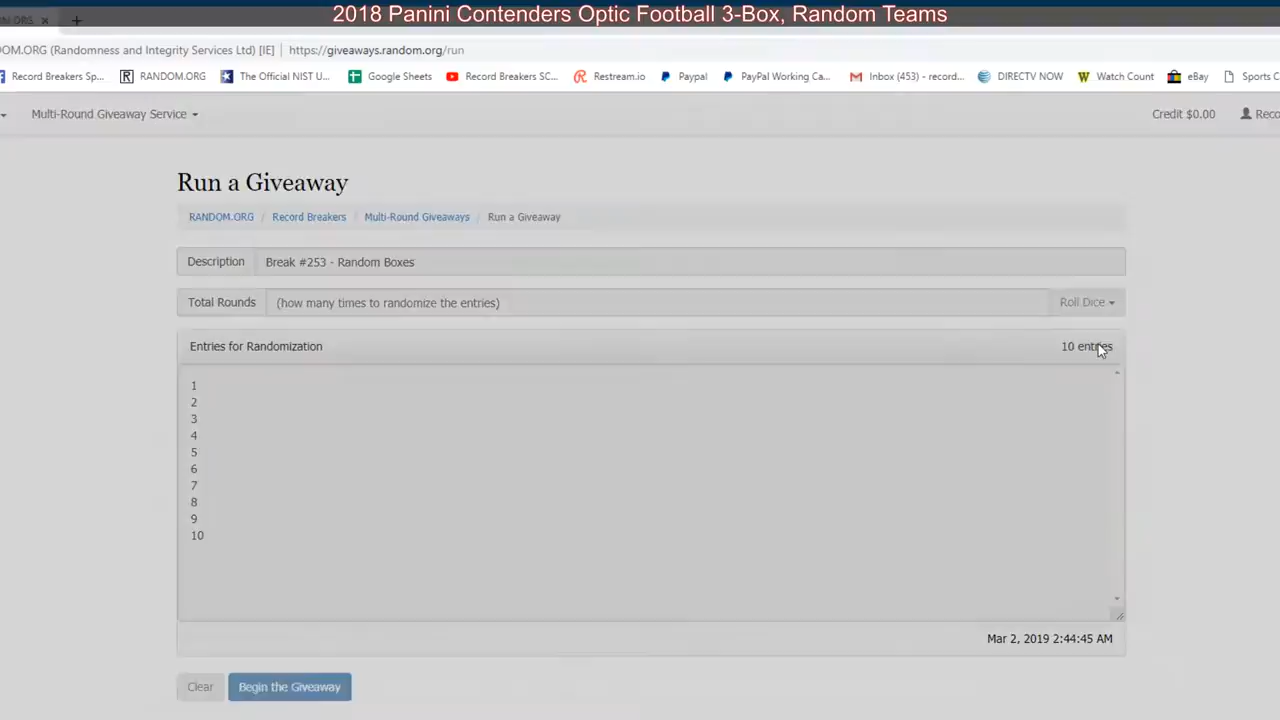 2018 Panini Contenders Optic Football 3-Box, Random Teams
OM.ORG (Randomness and Integrity Services Ltd) [IE] https://giveaways.random.org/run
Record Breakers Sp... RANDOM.ORG The Official NIST U... Google Sheets Record Breakers SC... Restream.io Paypal PayPal Working Ca... Inbox (453) - record... DIRECTV NOW Watch Count eBay Sports C
Multi-Round Giveaway Service Credit $0.00 Reco
Run a Giveaway
RANDOM.ORG / Record Breakers / Multi-Round Giveaways / Run a Giveaway
Description Break #253 - Random Boxes
Total Rounds (how many times to randomize the entries) Roll Dice
Entries for Randomization 10 entries
1
2
3
4
5
6
7
8
9
10
Mar 2, 2019 2:44:45 AM
Clear Begin the Giveaway